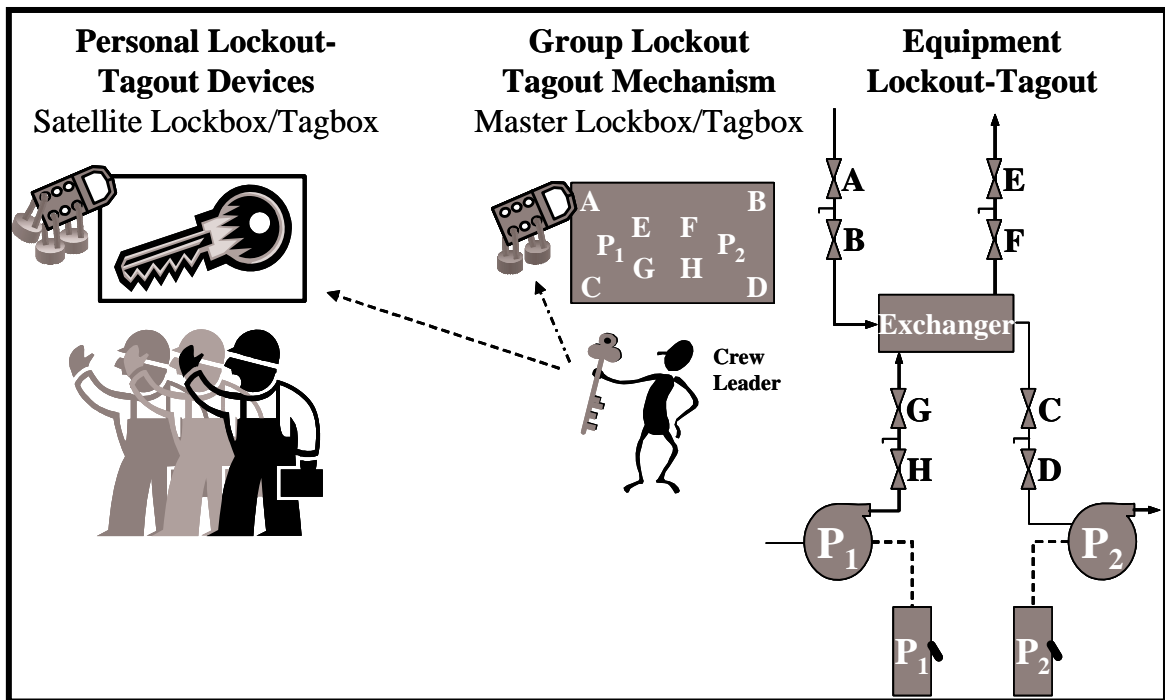 Personal Lockout-
Tagout Devices
Satellite Lockbox/Tagbox
Group Lockout
Tagout Mechanism
Master Lockbox/Tagbox
A B
E F
P1 P2
G H
C D
Crew
Leader
Equipment
Lockout-Tagout
A E
B F
Exchanger
G C
H D
P1 P2
P1 P2